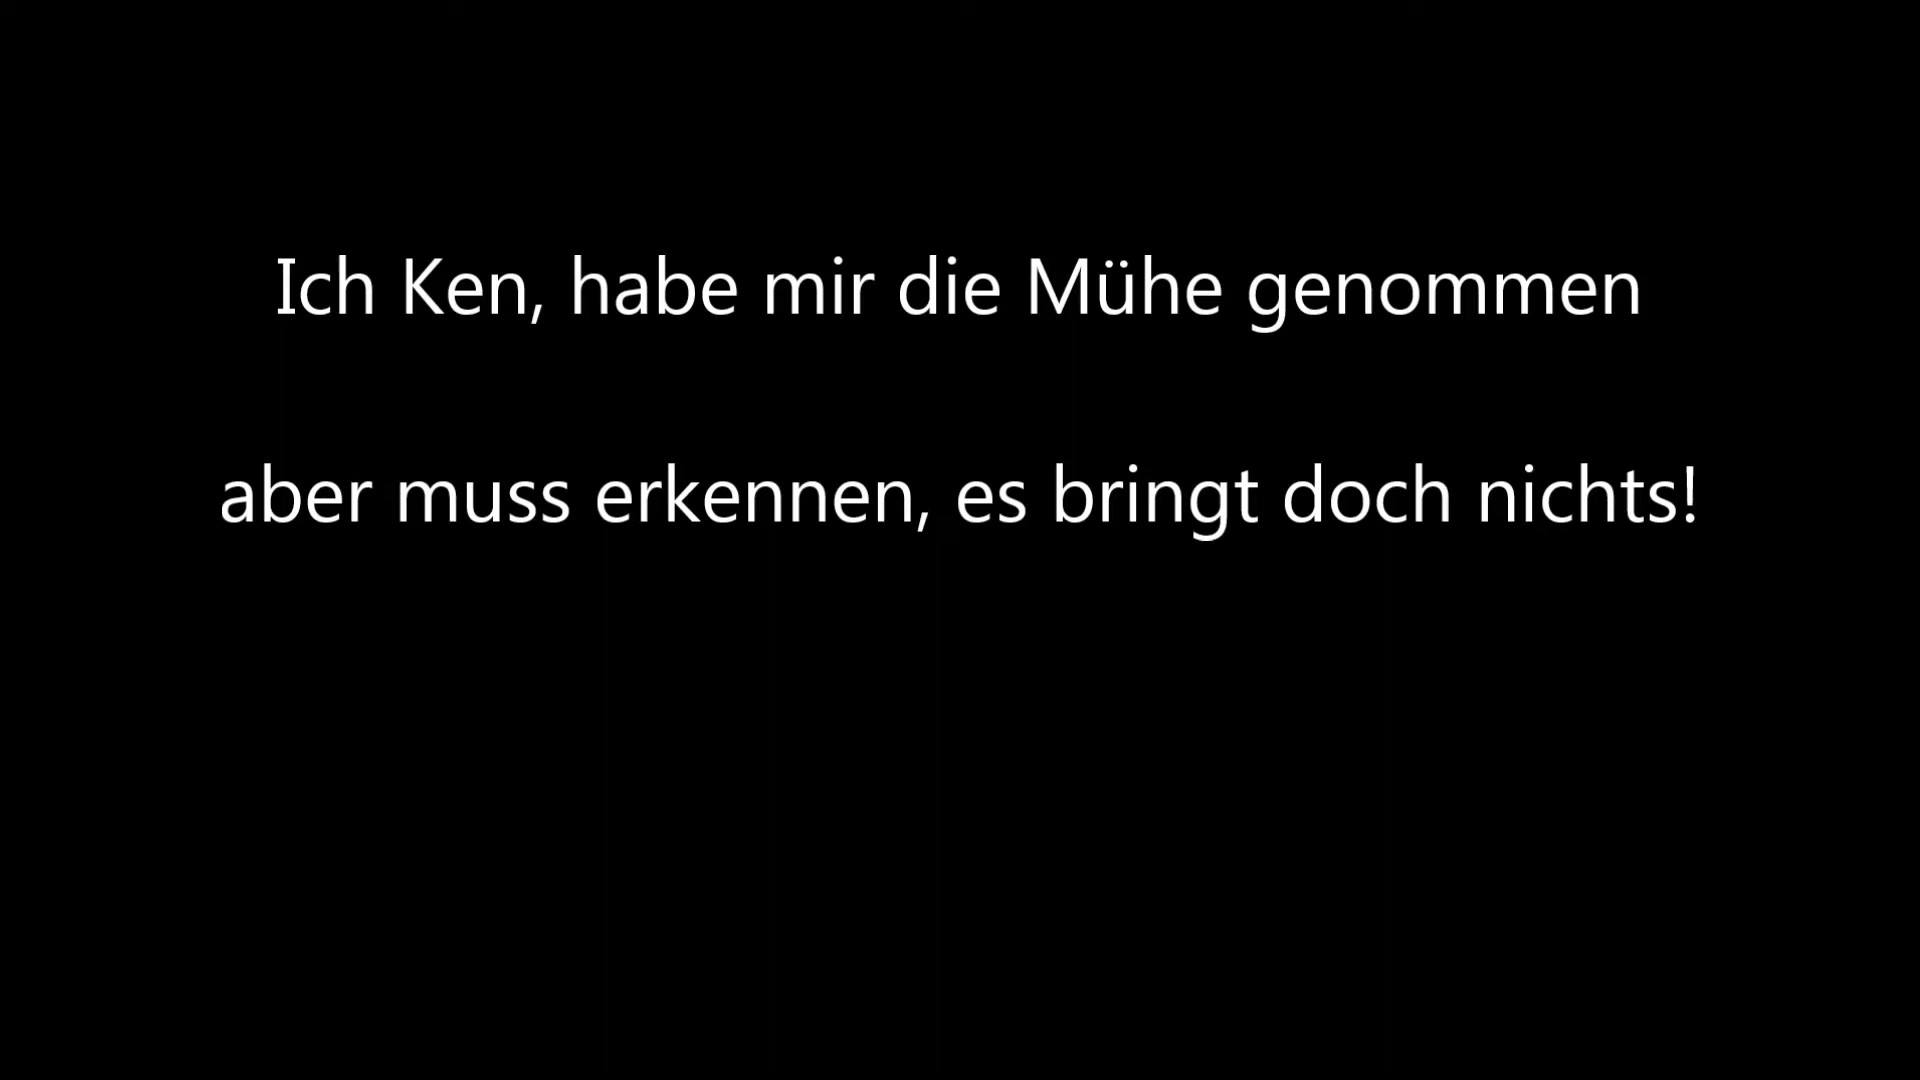 Ich Ken, habe mir die Mühe genommen
aber muss erkennen, es bringt doch nichts!